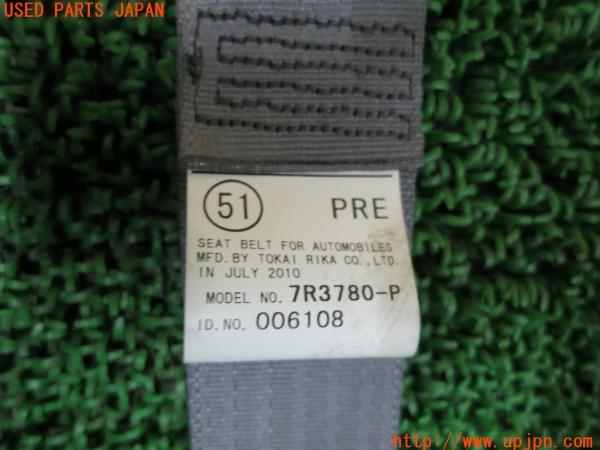 USED PARTS JAPAN
51 PRE
SEAT BELT FOR AUTOMOBILES
MFD. BY TOKAI RIKA CO., LTD.
IN JULY 2010
MODEL NO. 7R3780-P
ID. NO. 006108
http://www.upjpn.com